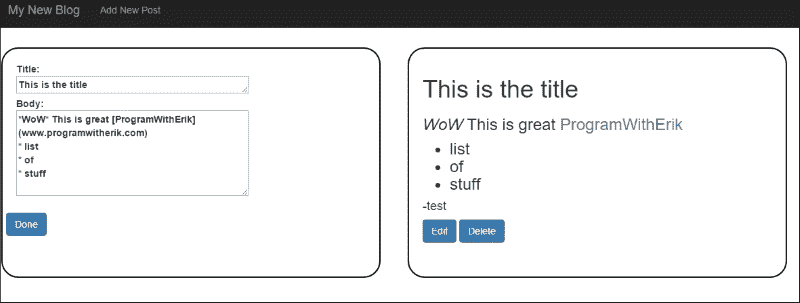 My New Blog Add New Post
Title:
This is the title
Body:
*WoW* This is great [ProgramWithErik]
(www.programwitherik.com)
* list
* of
* stuff
Done
This is the title
WoW This is great ProgramWithErik
• list
• of
• stuff
-test
Edit Delete